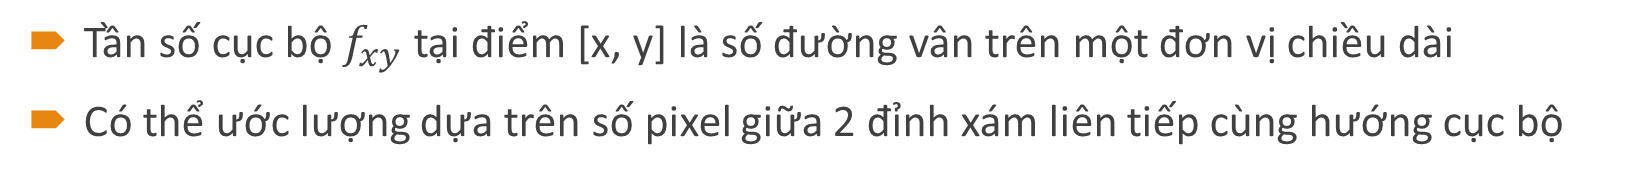 Tần số cục bộ 𝑓𝑥𝑦 tại điểm [x, y] là số đường vân trên một đơn vị chiều dài
Có thể ước lượng dựa trên số pixel giữa 2 đỉnh xám liên tiếp cùng hướng cục bộ